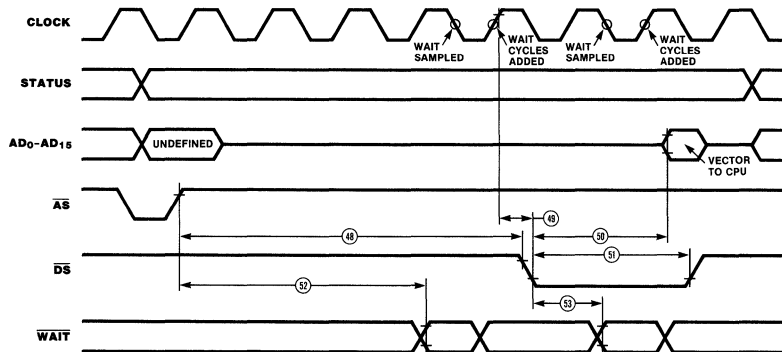 CLOCK
WAIT
SAMPLED
WAIT
CYCLES
ADDED
WAIT
SAMPLED
WAIT
CYCLES
ADDED
STATUS
AD0-AD15
UNDEFINED
VECTOR
TO CPU
AS
49
48
50
51
DS
52
53
WAIT